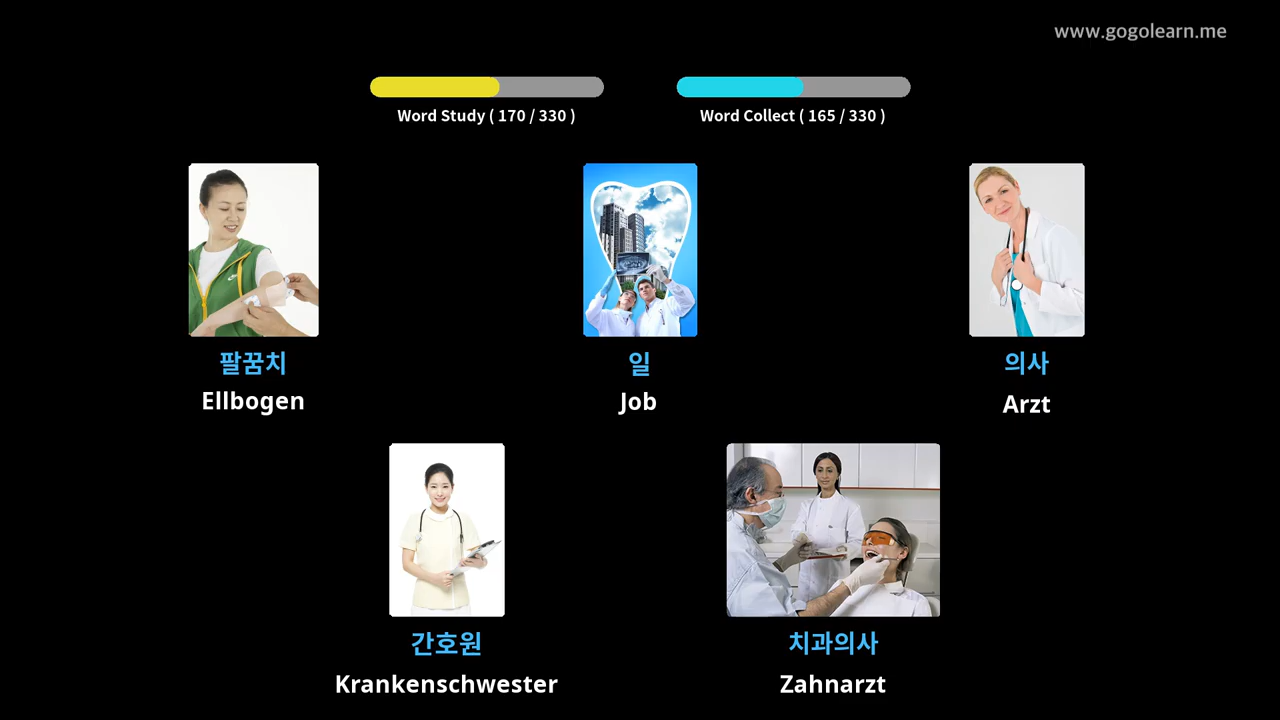 www.gogolearn.me
Word Study ( 170 / 330 )
Word Collect ( 165 / 330 )
팔꿈치
Ellbogen
일
Job
의사
Arzt
간호원
Krankenschwester
치과의사
Zahnarzt